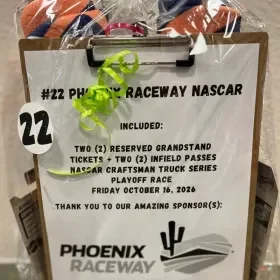 #22 PHOENIX RACEWAY NASCAR
22
INCLUDED:
TWO (2) RESERVED GRANDSTAND
TICKETS + TWO (2) INFIELD PASSES
NASCAR CRAFTSMAN TRUCK SERIES
PLAYOFF RACE
FRIDAY OCTOBER 16, 2026
THANK YOU TO OUR AMAZING SPONSOR(S):
PHOENIX
RACEWAY